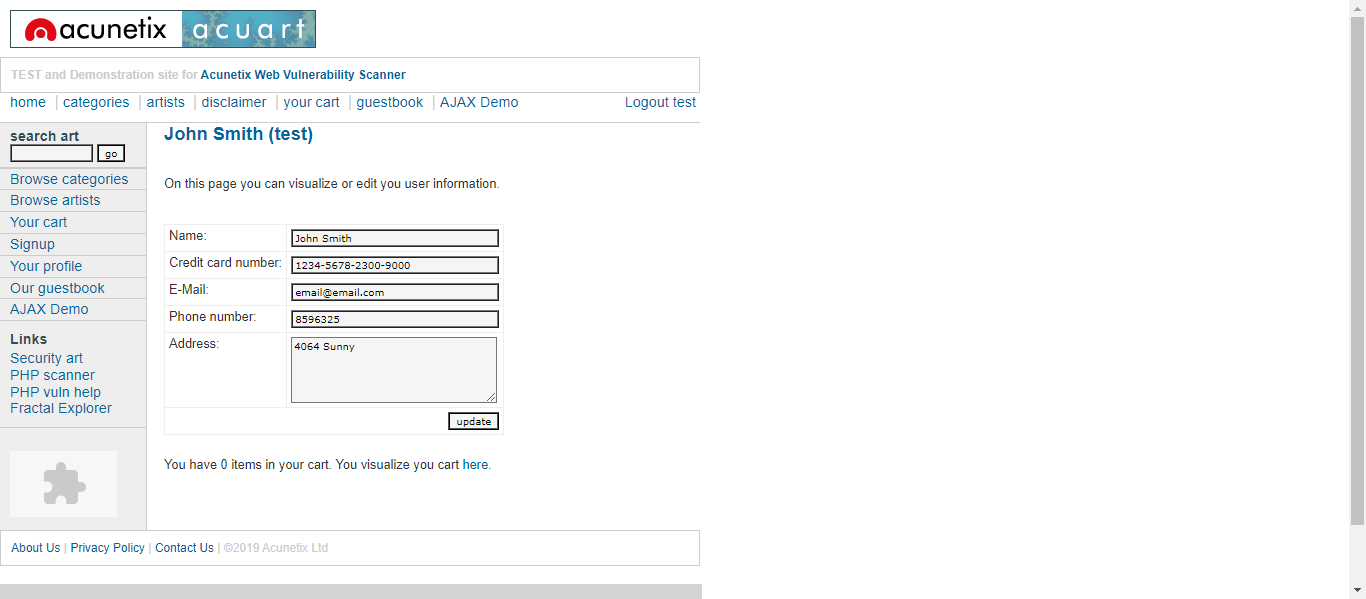 acunetix acuart
TEST and Demonstration site for Acunetix Web Vulnerability Scanner
home | categories | artists | disclaimer | your cart | guestbook | AJAX Demo Logout test
search art
go
Browse categories
Browse artists
Your cart
Signup
Your profile
Our guestbook
AJAX Demo
Links
Security art
PHP scanner
PHP vuln help
Fractal Explorer
John Smith (test)
On this page you can visualize or edit you user information.
Name: John Smith
Credit card number: 1234-5678-2300-9000
E-Mail: email@email.com
Phone number: 8596325
Address: 4064 Sunny
update
You have 0 items in your cart. You visualize you cart here.
About Us | Privacy Policy | Contact Us | ©2019 Acunetix Ltd